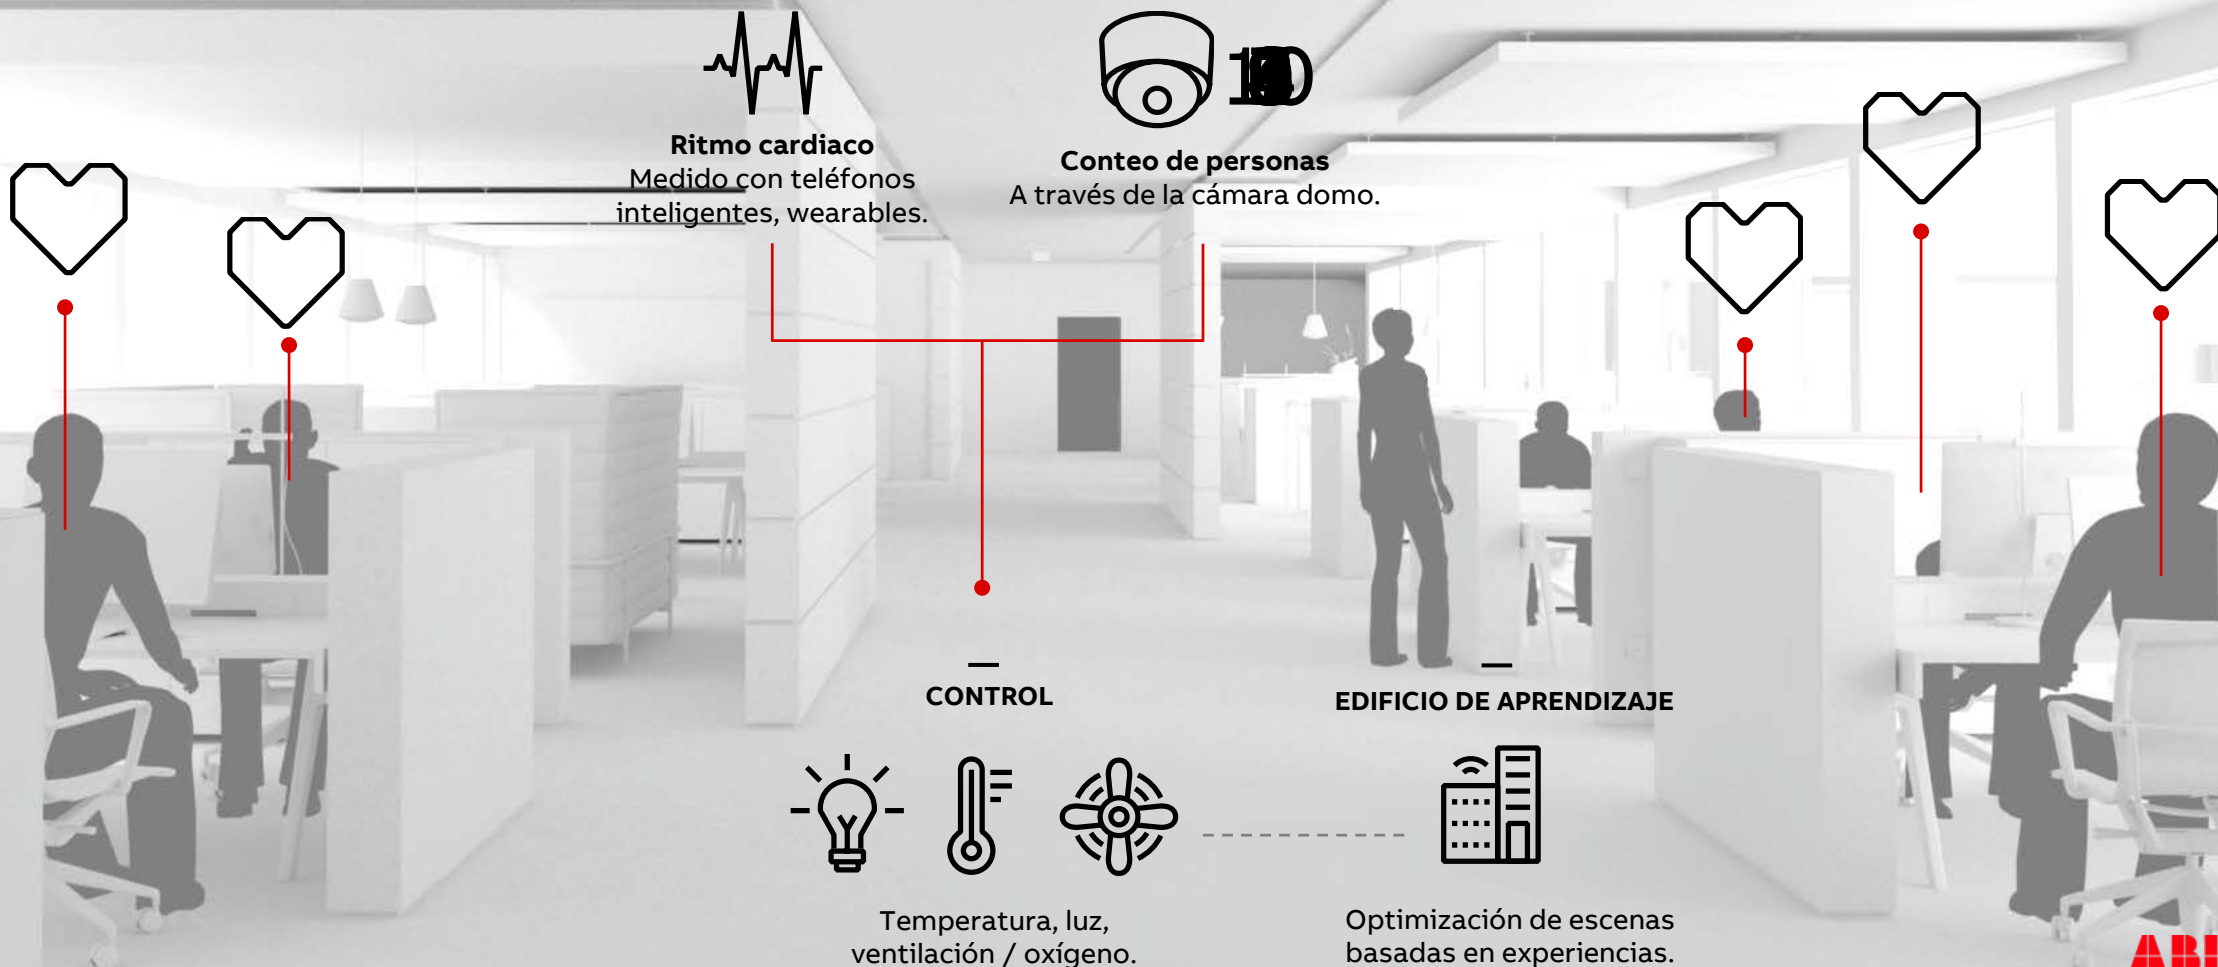 Ritmo cardiaco
Medido con teléfonos
inteligentes, wearables.
Conteo de personas
A través de la cámara domo.
CONTROL
Temperatura, luz,
ventilación / oxígeno.
EDIFICIO DE APRENDIZAJE
Optimización de escenas
basadas en experiencias.